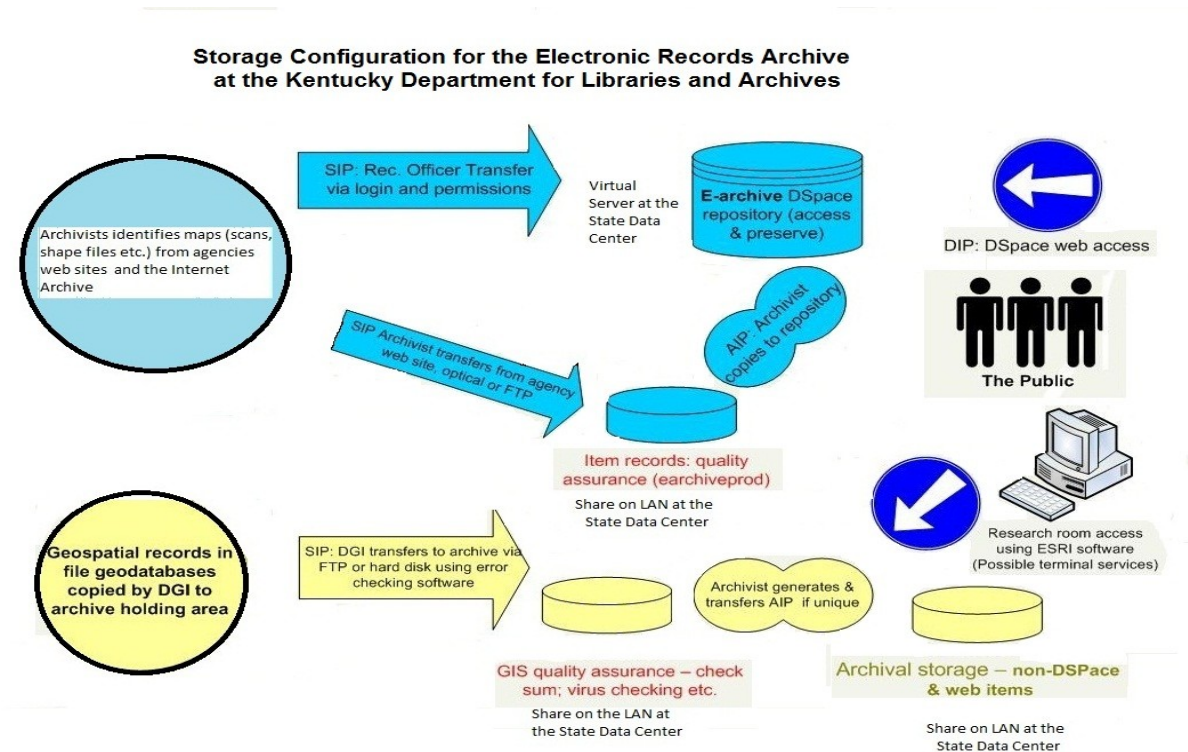 Storage Configuration for the Electronic Records Archive
at the Kentucky Department for Libraries and Archives
SIP: Rec. Officer Transfer
via login and permissions
Virtual
Server at the
State Data
Center
E-archive DSpace
repository (access
& preserve)
DIP: DSpace web access
Archivists identifies maps (scans,
shape files etc.) from agencies
web sites and the Internet
Archive
SIP Archivist transfers from agency
web site, optical or FTP
AIP: Archivist
copies to repository
The Public
Item records: quality
assurance (earchiveprod)
Share on LAN at the
State Data Center
Research room access
using ESRI software
(Possible terminal services)
Geospatial records in
file geodatabases
copied by DGI to
archive holding area
SIP: DGI transfers to archive via
FTP or hard disk using error
checking software
Archivist generates &
transfers AIP if unique
GIS quality assurance – check
sum; virus checking etc.
Share on the LAN at
the State Data Center
Archival storage – non-DSPace
& web items
Share on LAN at the
State Data Center